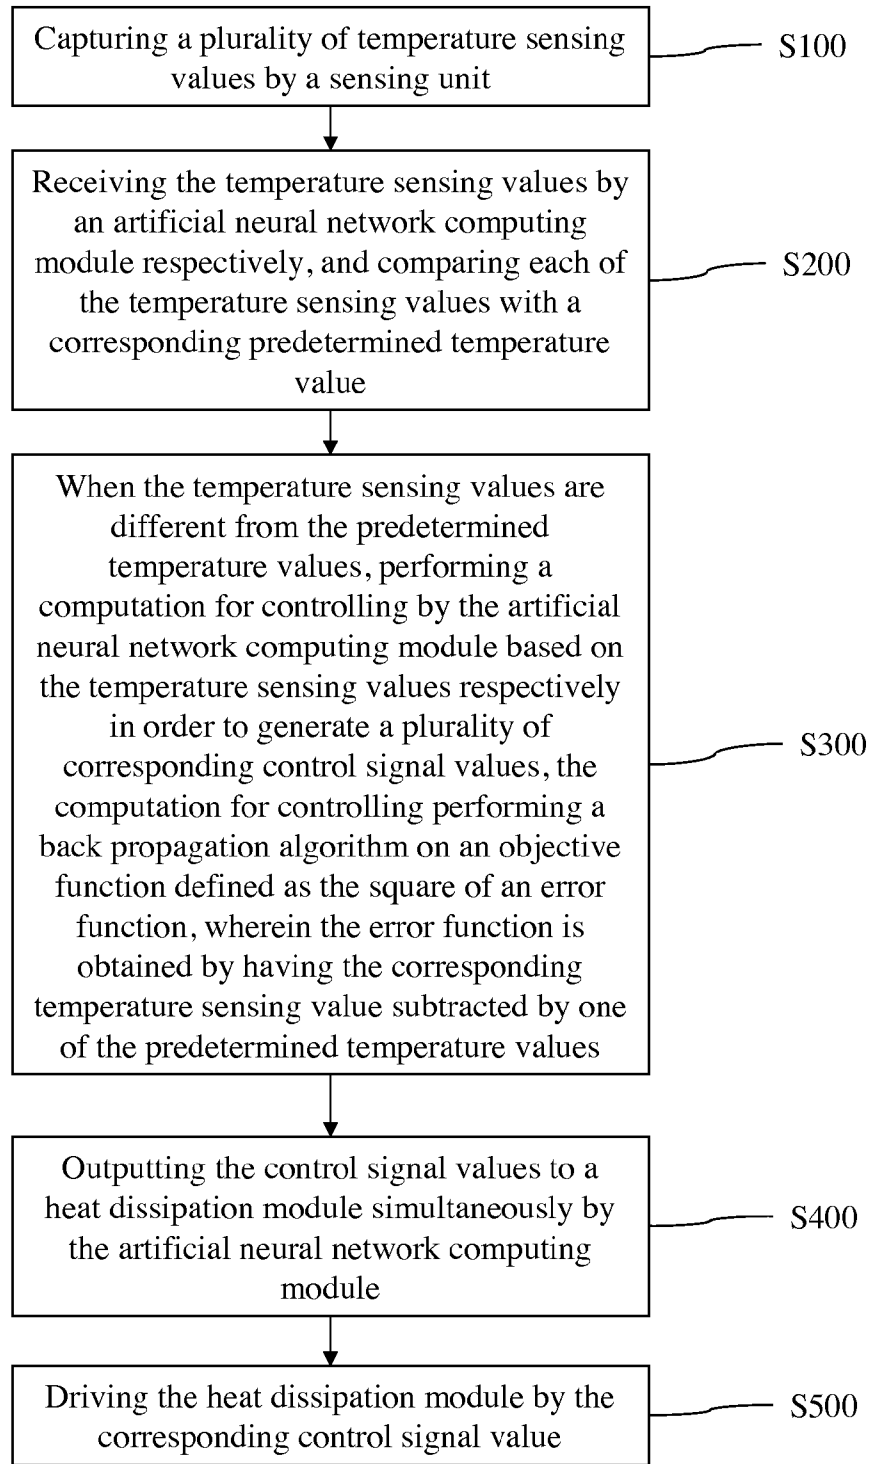 Capturing a plurality of temperature sensing
values by a sensing unit
S100
Receiving the temperature sensing values by
an artificial neural network computing
module respectively, and comparing each of
the temperature sensing values with a
corresponding predetermined temperature
value
S200
When the temperature sensing values are
different from the predetermined
temperature values, performing a
computation for controlling by the artificial
neural network computing module based on
the temperature sensing values respectively
in order to generate a plurality of
corresponding control signal values, the
computation for controlling performing a
back propagation algorithm on an objective
function defined as the square of an error
function, wherein the error function is
obtained by having the corresponding
temperature sensing value subtracted by one
of the predetermined temperature values
S300
Outputting the control signal values to a
heat dissipation module simultaneously by
the artificial neural network computing
module
S400
Driving the heat dissipation module by the
corresponding control signal value
S500